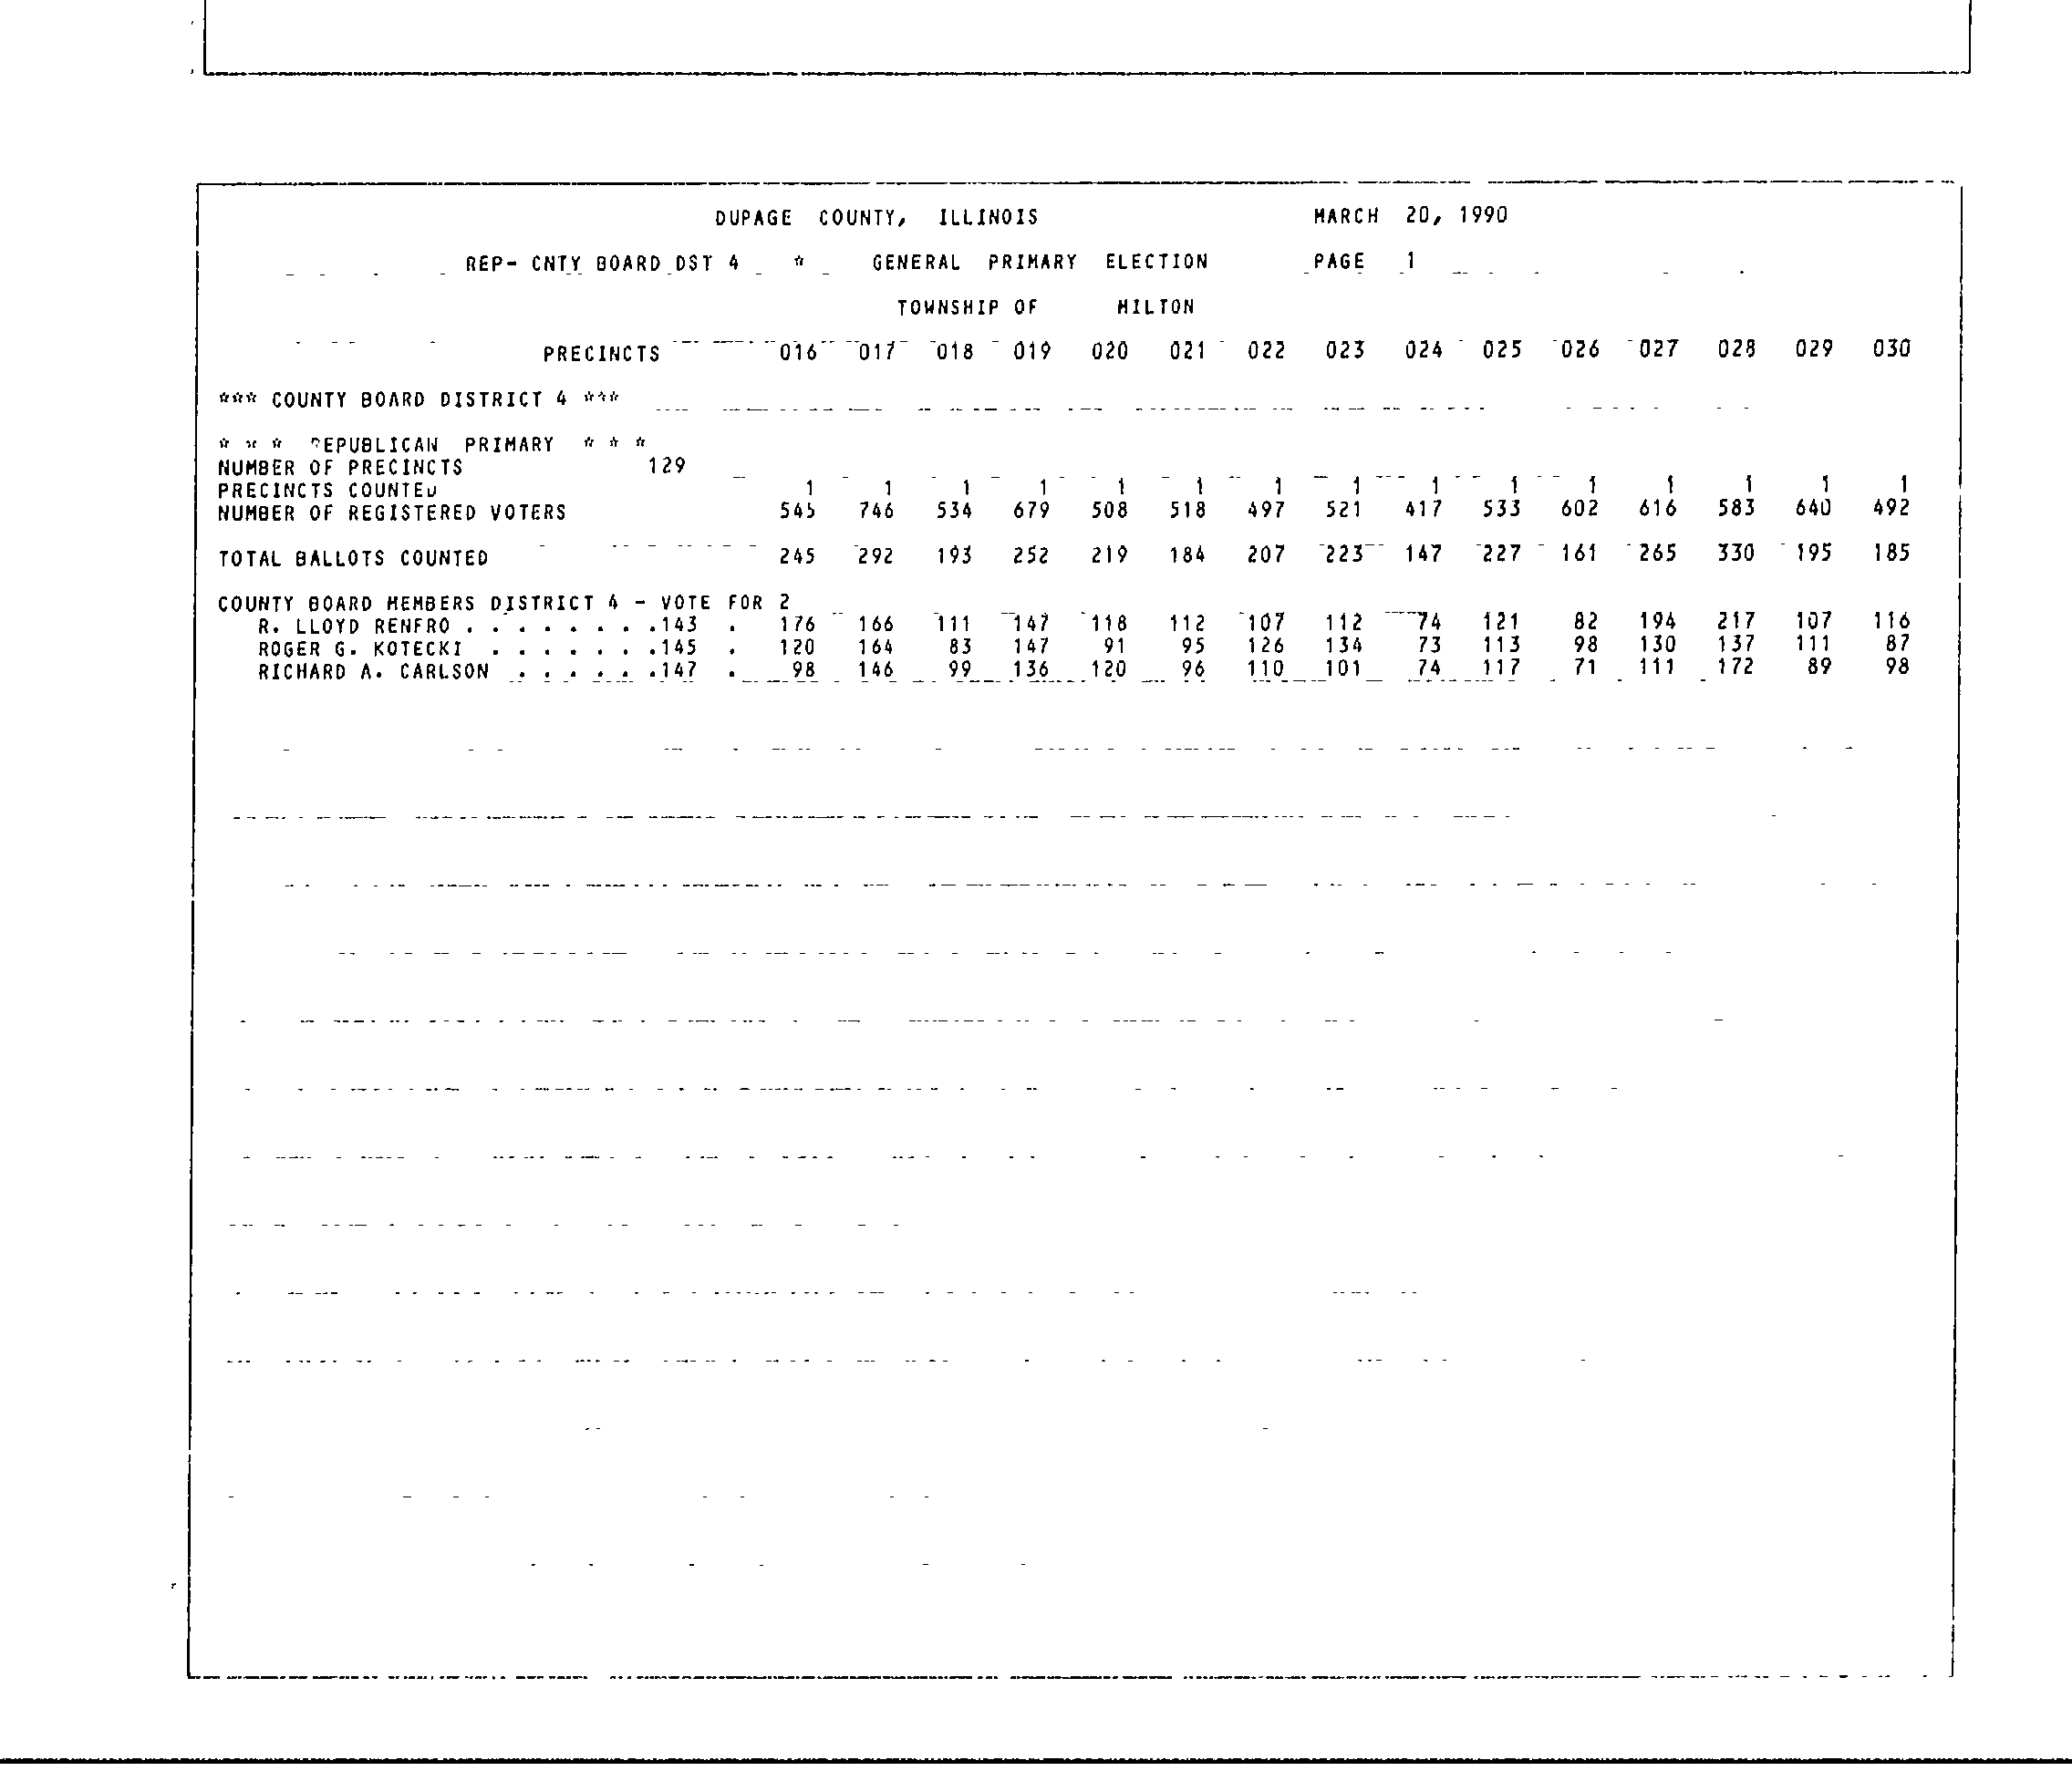 DUPAGE COUNTY, ILLINOIS MARCH 20, 1990
REP- CNTY BOARD DST 4 * GENERAL PRIMARY ELECTION PAGE 1
TOWNSHIP OF MILTON
PRECINCTS 016 017 018 019 020 021 022 023 024 025 026 027 028 029 030
*** COUNTY BOARD DISTRICT 4 ***
* * * REPUBLICAN PRIMARY * * *
NUMBER OF PRECINCTS 129
PRECINCTS COUNTED 1 1 1 1 1 1 1 1 1 1 1 1 1 1 1
NUMBER OF REGISTERED VOTERS 545 746 534 679 508 518 497 521 417 533 602 616 583 640 492
TOTAL BALLOTS COUNTED 245 292 193 252 219 184 207 223 147 227 161 265 330 195 185
COUNTY BOARD MEMBERS DISTRICT 4 - VOTE FOR 2
R. LLOYD RENFRO . . . . . . . .143 . 176 166 111 147 118 112 107 112 74 121 82 194 217 107 116
ROGER G. KOTECKI . . . . . . .145 . 120 164 83 147 91 95 126 134 73 113 98 130 137 111 87
RICHARD A. CARLSON . . . . . .147 . 98 146 99 136 120 96 110 101 74 117 71 111 172 89 98